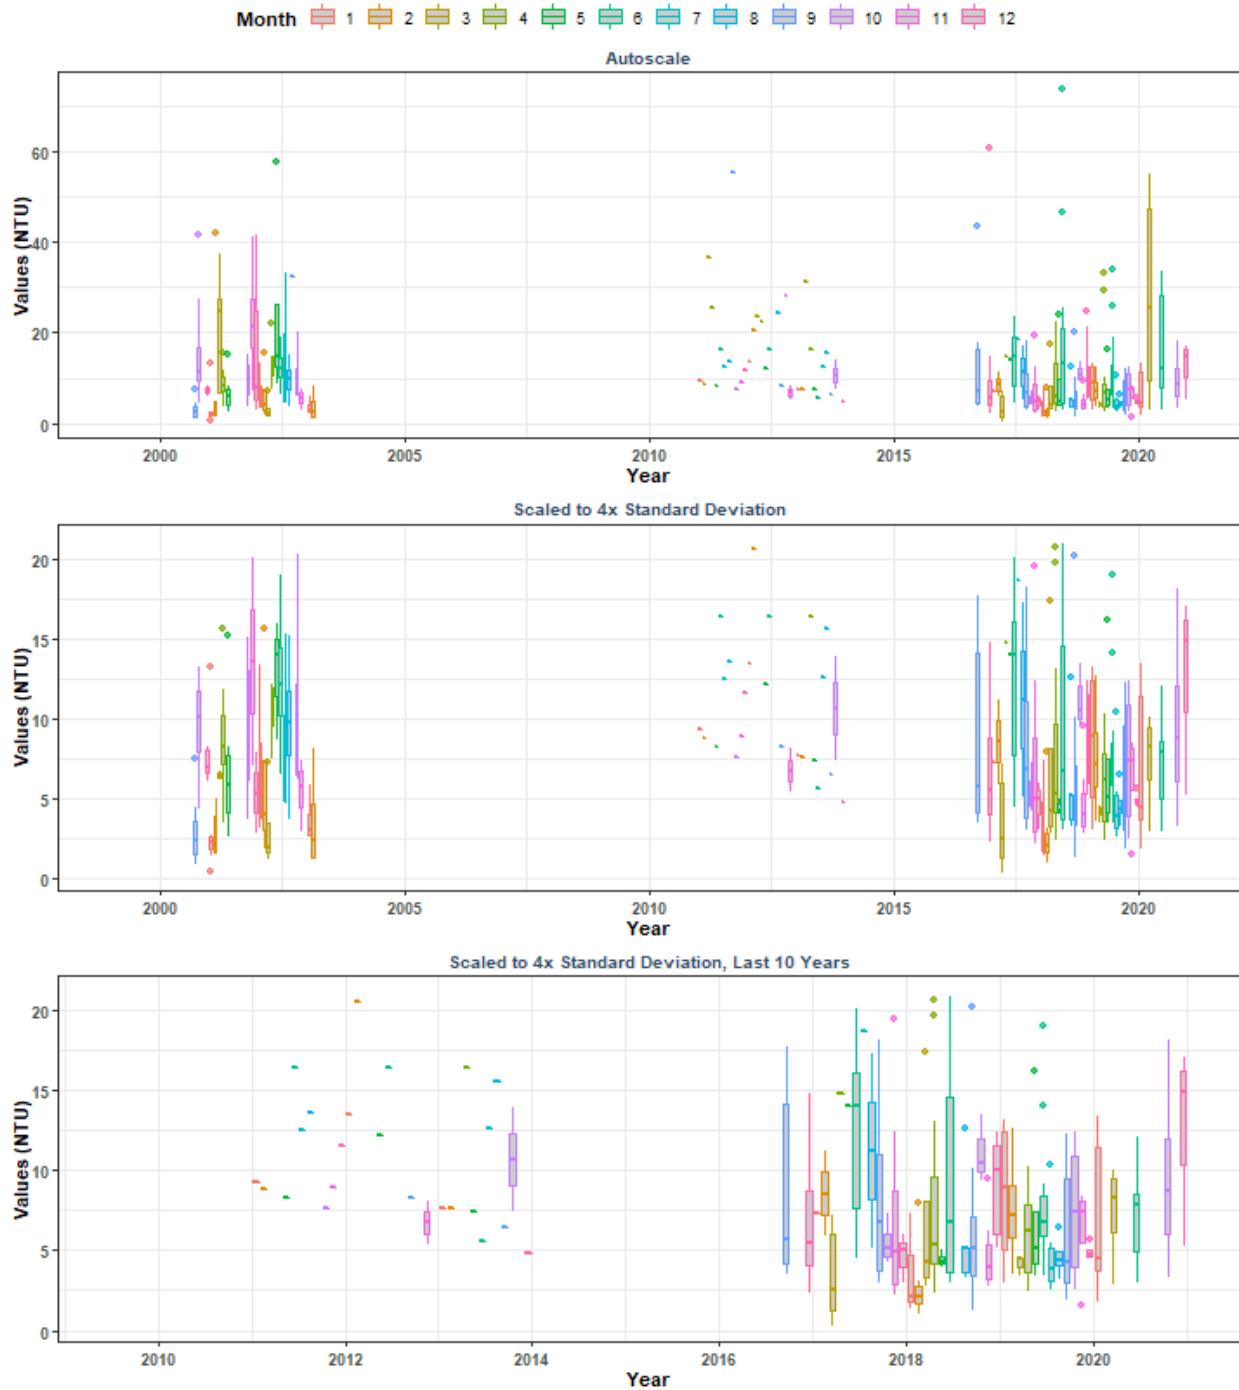 Month 1 2 3 4 5 6 7 8 9 10 11 12
Autoscale
Values (NTU)
60
40
20
0
2000 2005 2010 2015 2020
Year
Scaled to 4x Standard Deviation
Values (NTU)
20
15
10
5
0
2000 2005 2010 2015 2020
Year
Scaled to 4x Standard Deviation, Last 10 Years
Values (NTU)
20
15
10
5
0
2010 2012 2014 2016 2018 2020
Year